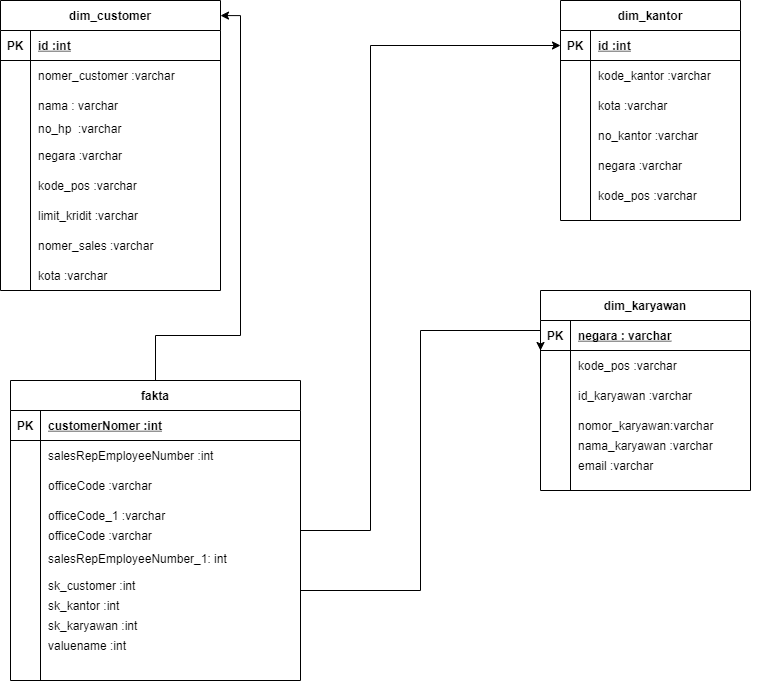 dim_customer
PK id :int
nomer_customer :varchar
nama : varchar
no_hp :varchar
negara :varchar
kode_pos :varchar
limit_kridit :varchar
nomer_sales :varchar
kota :varchar
dim_kantor
PK id :int
kode_kantor :varchar
kota :varchar
no_kantor :varchar
negara :varchar
kode_pos :varchar
dim_karyawan
PK negara : varchar
kode_pos :varchar
id_karyawan :varchar
nomor_karyawan:varchar
nama_karyawan :varchar
email :varchar
fakta
PK customerNomer :int
salesRepEmployeeNumber :int
officeCode :varchar
officeCode_1 :varchar
officeCode :varchar
salesRepEmployeeNumber_1: int
sk_customer :int
sk_kantor :int
sk_karyawan :int
valuename :int